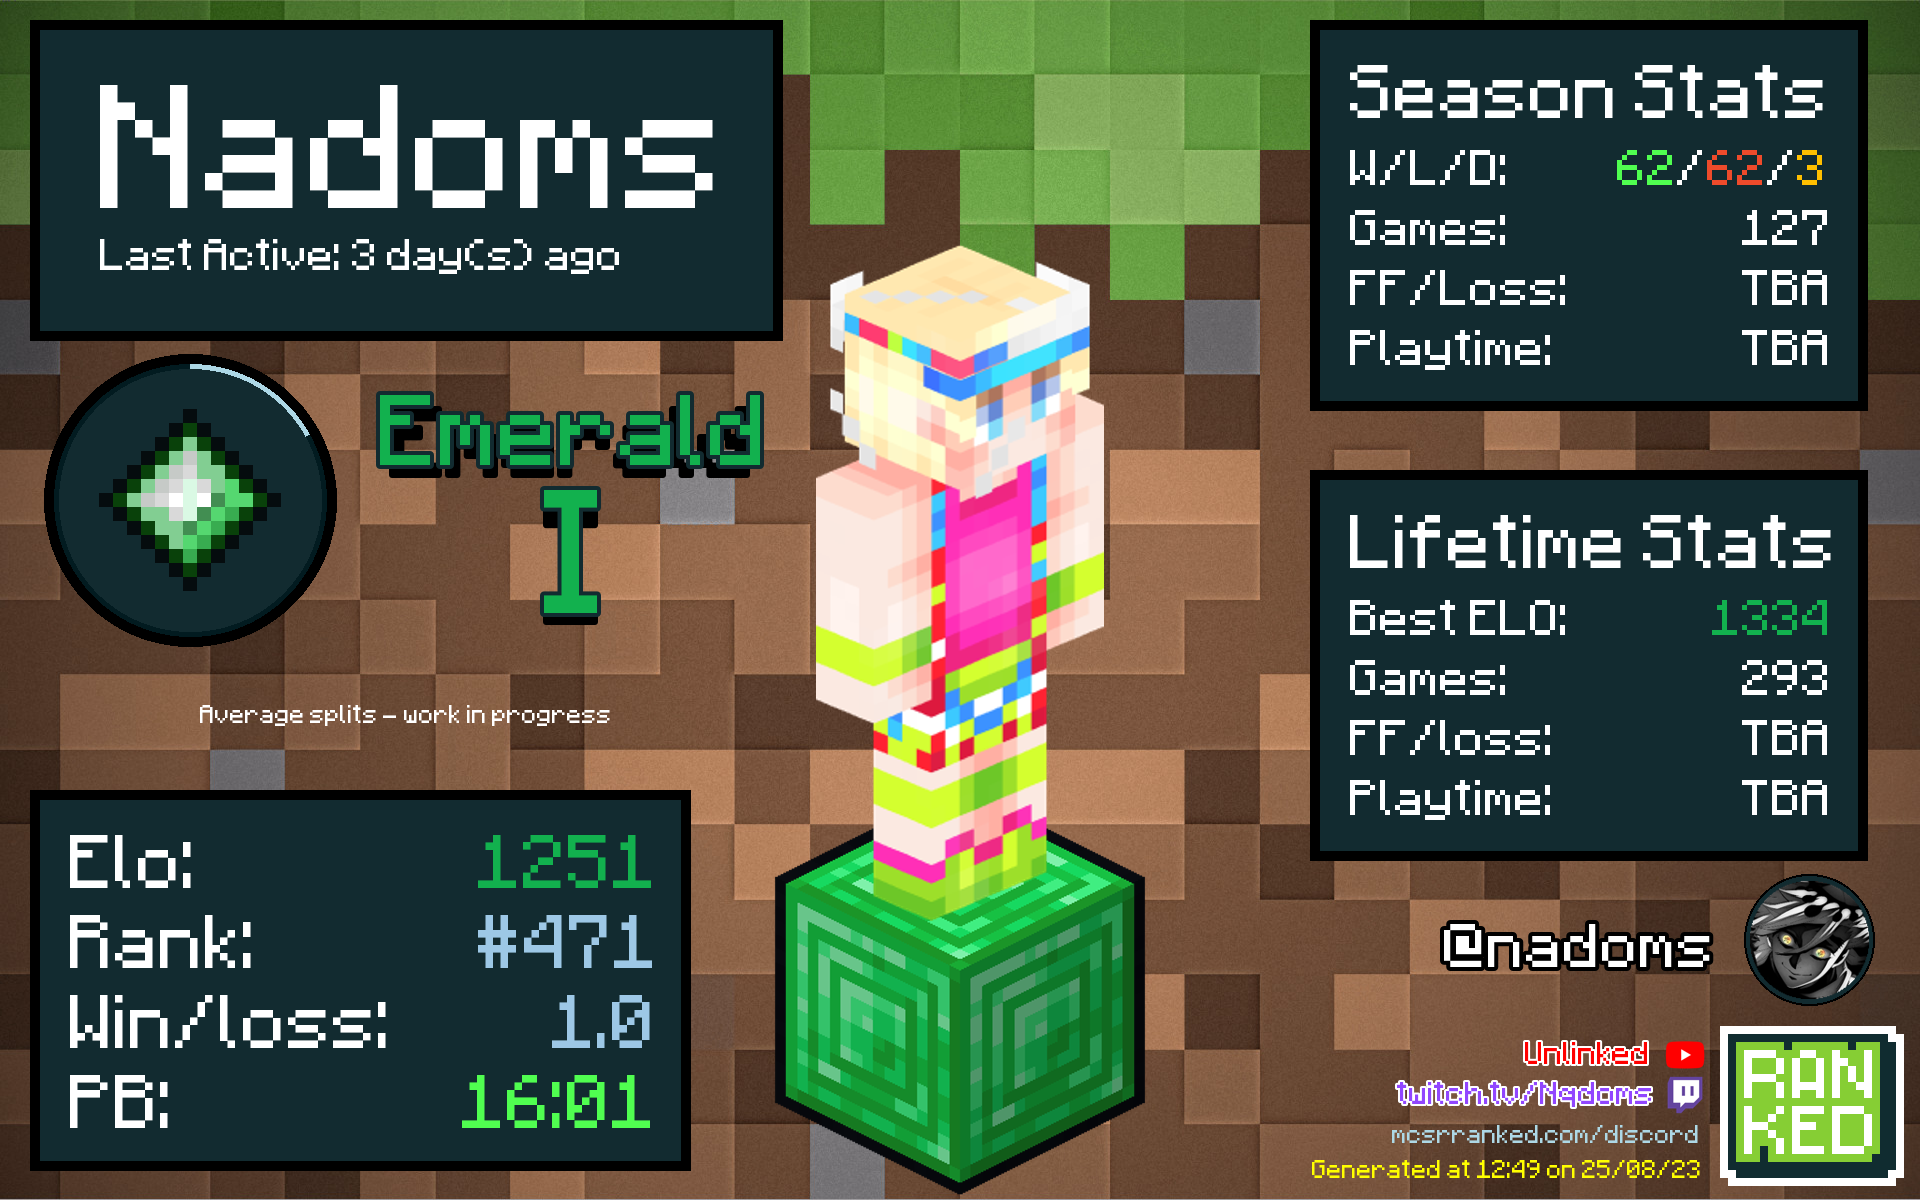 Nadoms
Last Active: 3 day(s) ago
Emerald
I
Average splits – work in progress
Elo: 1251
Rank: #471
Win/loss: 1.0
PB: 16:01
Season Stats
W/L/D: 62/62/3
Games: 127
FF/Loss: TBA
Playtime: TBA
Lifetime Stats
Best ELO: 1334
Games: 293
FF/loss: TBA
Playtime: TBA
@nadoms
Unlinked
twitch.tv/Nqdoms
mcsrranked.com/discord
Generated at 12:49 on 25/08/23
RAN
KED